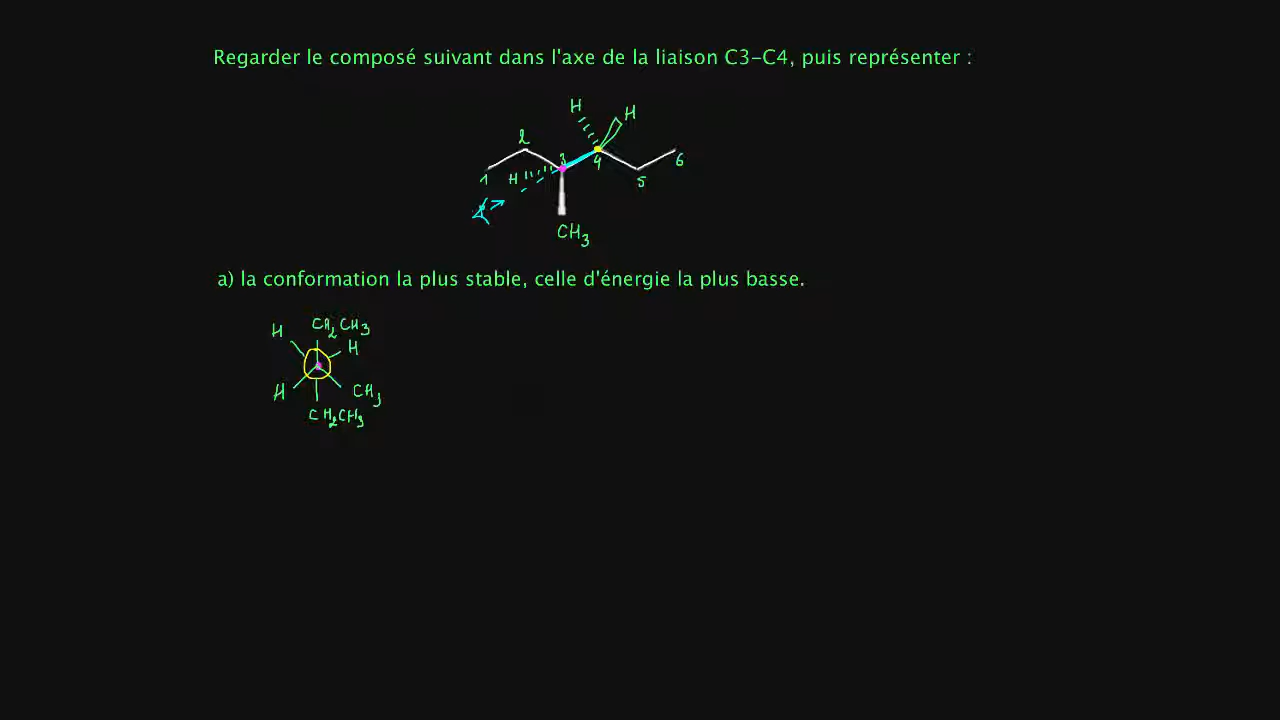 Regarder le composé suivant dans l'axe de la liaison C3-C4, puis représenter :
H H
2 3 4 6
1 H 5
CH3
a) la conformation la plus stable, celle d'énergie la plus basse.
H CH2CH3
H
H CH3
CH2CH3